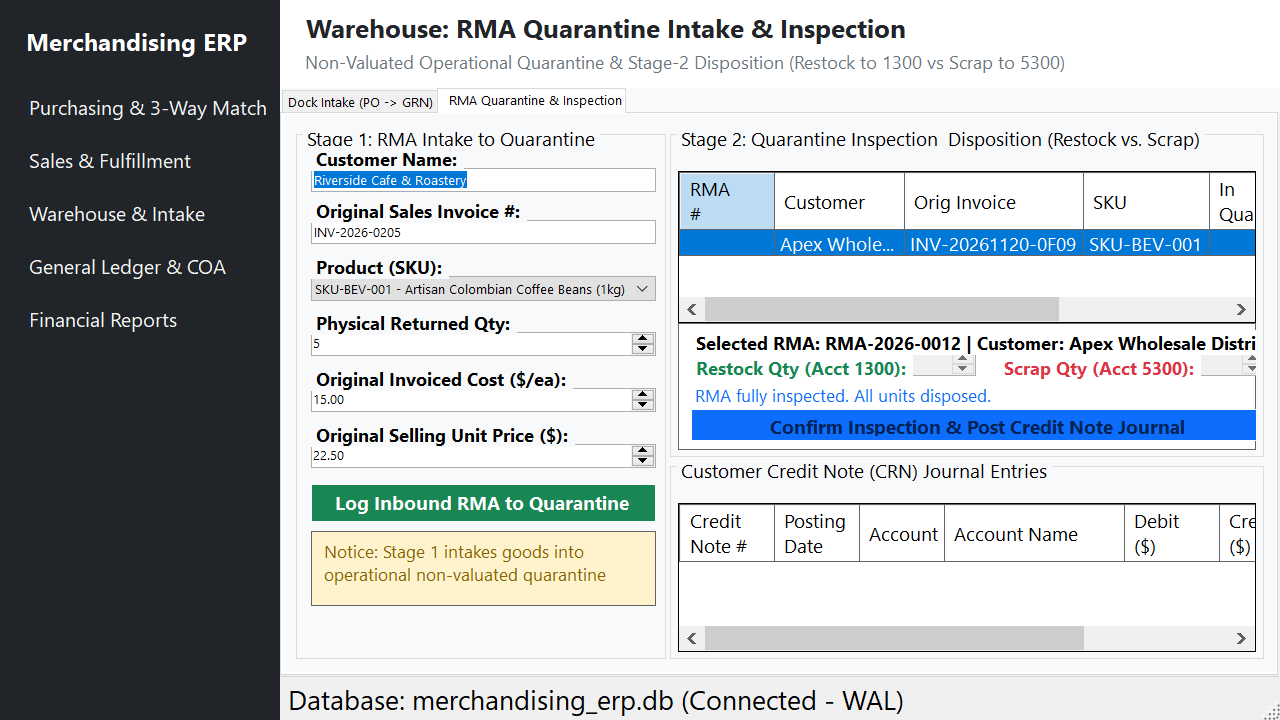 Merchandising ERP
Purchasing & 3-Way Match
Sales & Fulfillment
Warehouse & Intake
General Ledger & COA
Financial Reports
Warehouse: RMA Quarantine Intake & Inspection
Non-Valuated Operational Quarantine & Stage-2 Disposition (Restock to 1300 vs Scrap to 5300)
Dock Intake (PO -> GRN)
RMA Quarantine & Inspection
Stage 1: RMA Intake to Quarantine
Customer Name:
Riverside Cafe & Roastery
Original Sales Invoice #:
INV-2026-0205
Product (SKU):
SKU-BEV-001 - Artisan Colombian Coffee Beans (1kg)
Physical Returned Qty:
5
Original Invoiced Cost ($/ea):
15.00
Original Selling Unit Price ($):
22.50
Log Inbound RMA to Quarantine
Notice: Stage 1 intakes goods into
operational non-valuated quarantine
Stage 2: Quarantine Inspection  Disposition (Restock vs. Scrap)
RMA
#
Customer
Orig Invoice
SKU
In
Qua
Apex Whole...
INV-20261120-0F09
SKU-BEV-001
Selected RMA: RMA-2026-0012 | Customer: Apex Wholesale Distri
Restock Qty (Acct 1300):
Scrap Qty (Acct 5300):
RMA fully inspected. All units disposed.
Confirm Inspection & Post Credit Note Journal
Customer Credit Note (CRN) Journal Entries
Credit
Note #
Posting
Date
Account
Account Name
Debit
($)
Cre
($)
Database: merchandising_erp.db (Connected - WAL)